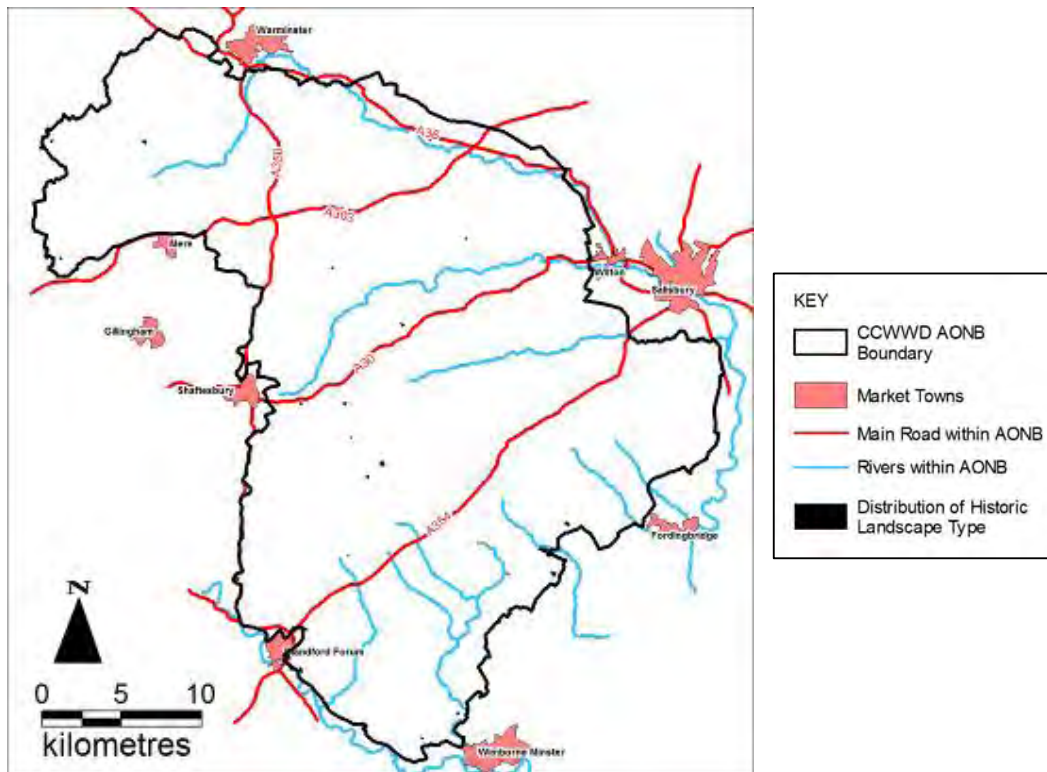 Warminster
A36
A350
A303
Mere
Wilton
Salisbury
Gillingham
A30
Shaftesbury
A354
Fordingbridge
N
Blandford Forum
0 5 10
kilometres
Wimborne Minster
KEY
CCWWD AONB
Boundary
Market Towns
Main Road within AONB
Rivers within AONB
Distribution of Historic
Landscape Type